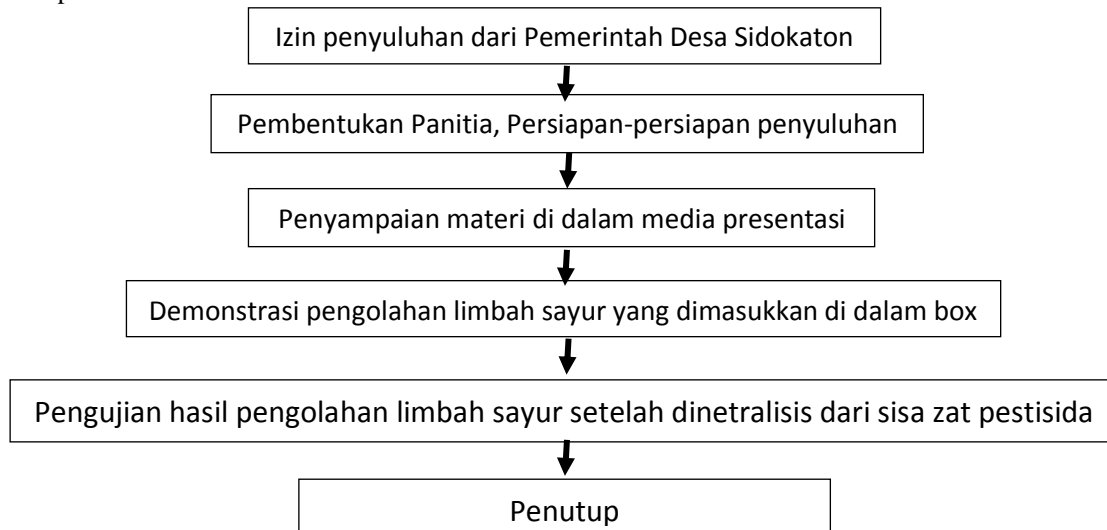 Izin penyuluhan dari Pemerintah Desa Sidokaton
Pembentukan Panitia, Persiapan-persiapan penyuluhan
Penyampaian materi di dalam media presentasi
Demonstrasi pengolahan limbah sayur yang dimasukkan di dalam box
Pengujian hasil pengolahan limbah sayur setelah dinetralisis dari sisa zat pestisida
Penutup